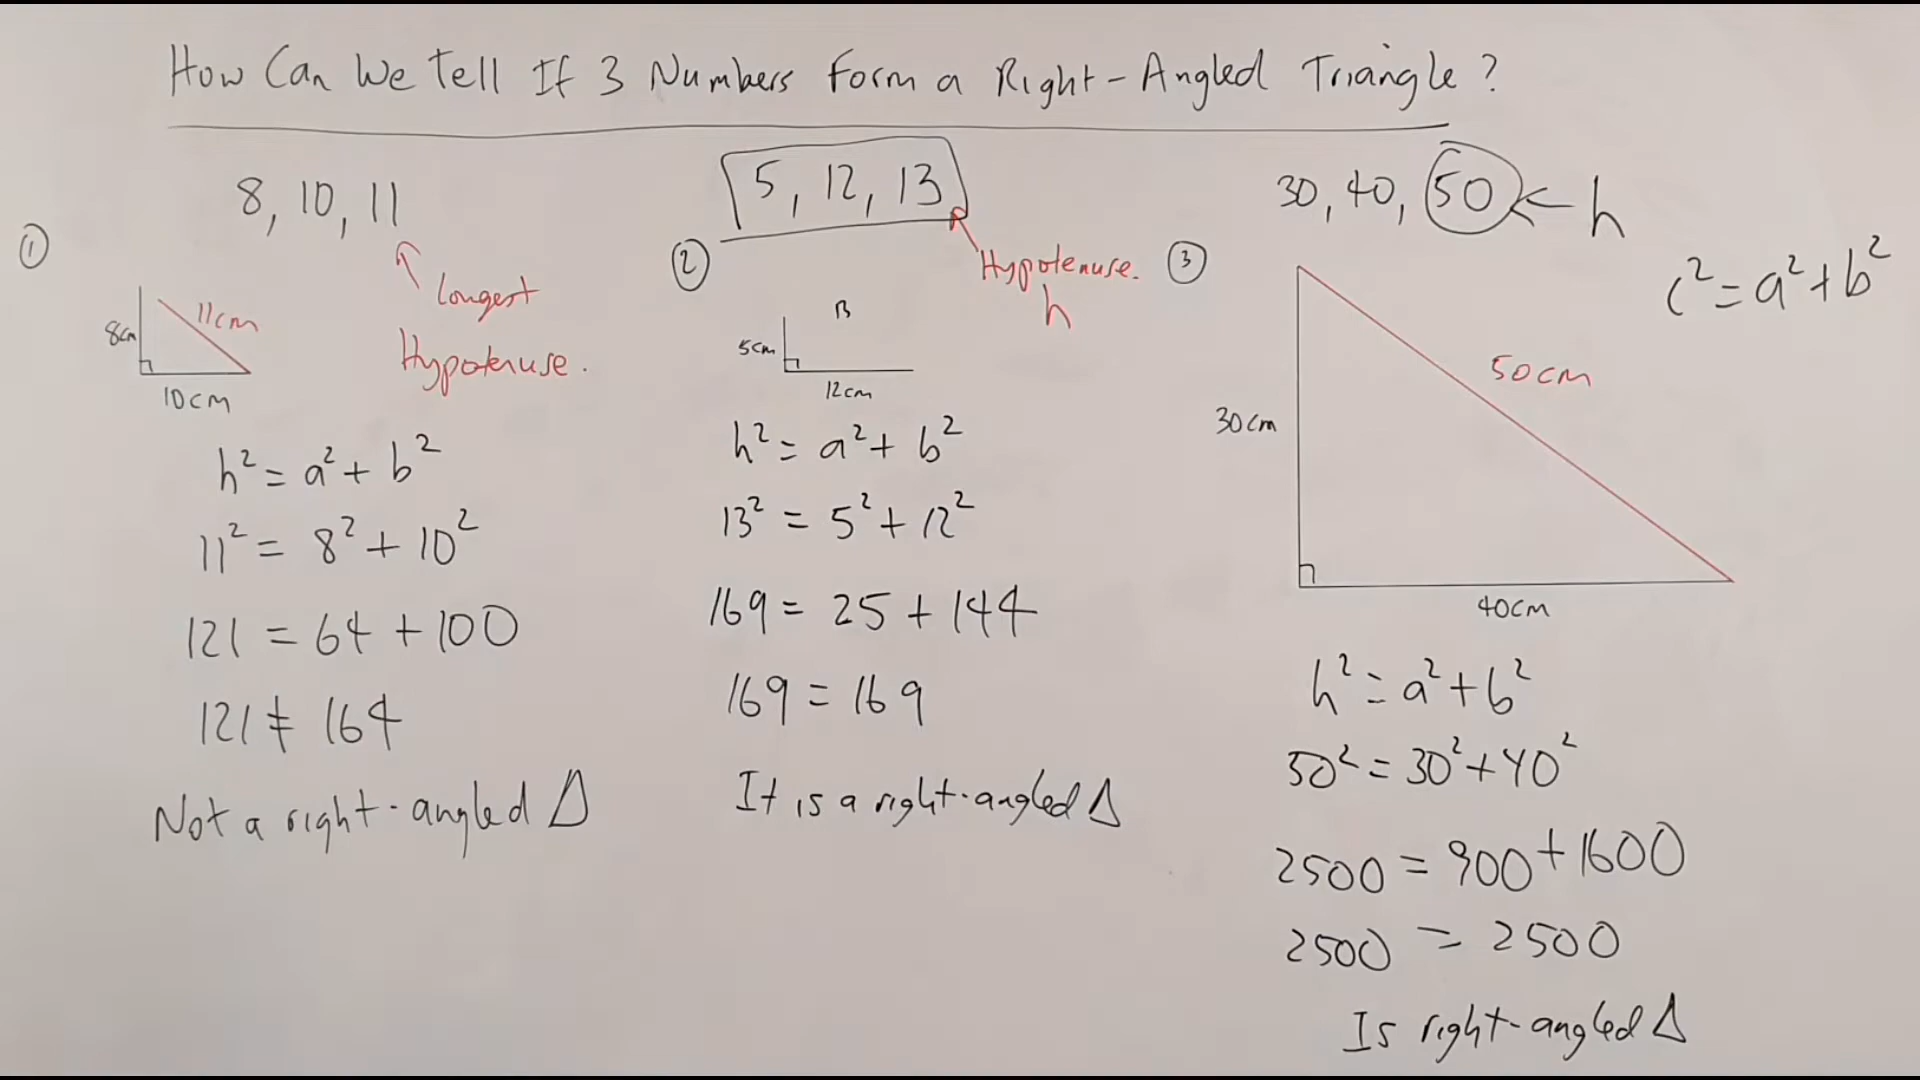 How Can We Tell If 3 Numbers Form a Right-Angled Triangle?
①
8, 10, 11
Longest
Hypotenuse.
8cm
11cm
10cm
h² = a² + b²
11² = 8² + 10²
121 = 64 + 100
121 ≠ 164
Not a right-angled Δ
②
5, 12, 13
Hypotenuse.
h
13
5cm
12cm
h² = a² + b²
13² = 5² + 12²
169 = 25 + 144
169 = 169
It is a right-angled Δ
③
30, 40, 50 ← h
c² = a² + b²
50cm
30cm
40cm
h² = a² + b²
50² = 30² + 40²
2500 = 900 + 1600
2500 = 2500
Is right-angled Δ